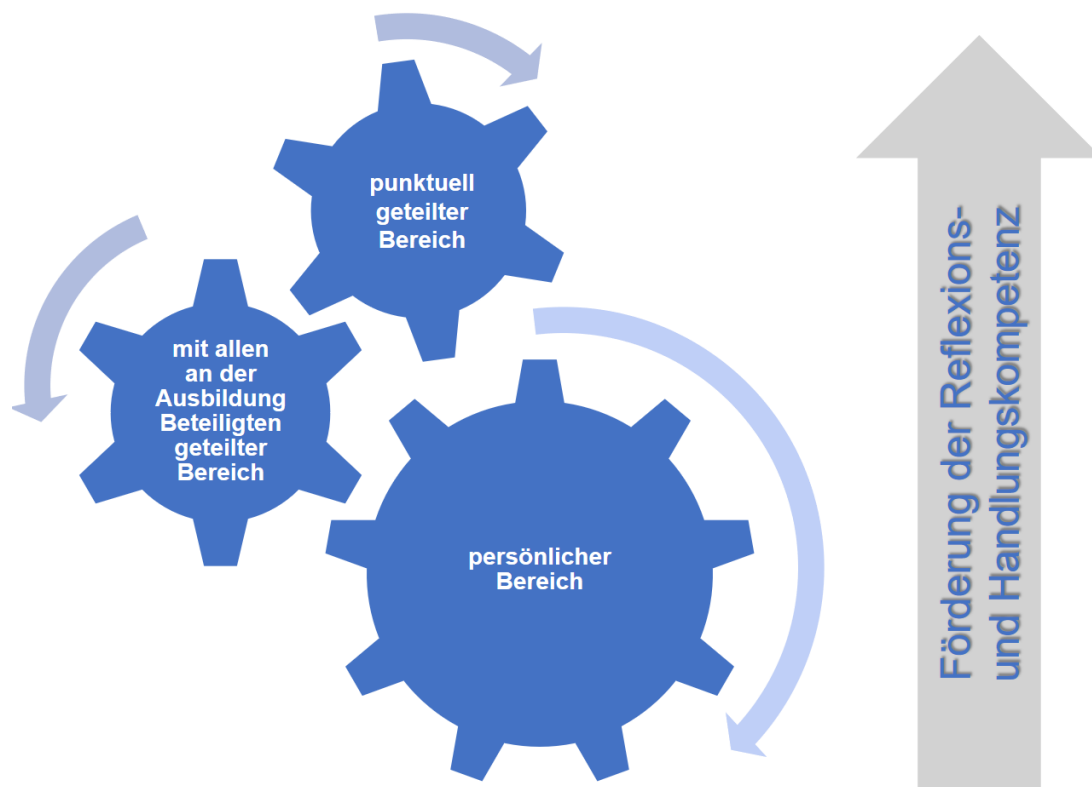 punktuell
geteilter
Bereich
mit allen
an der
Ausbildung
Beteiligten
geteilter
Bereich
persönlicher
Bereich
Förderung der Reflexions-
und Handlungskompetenz